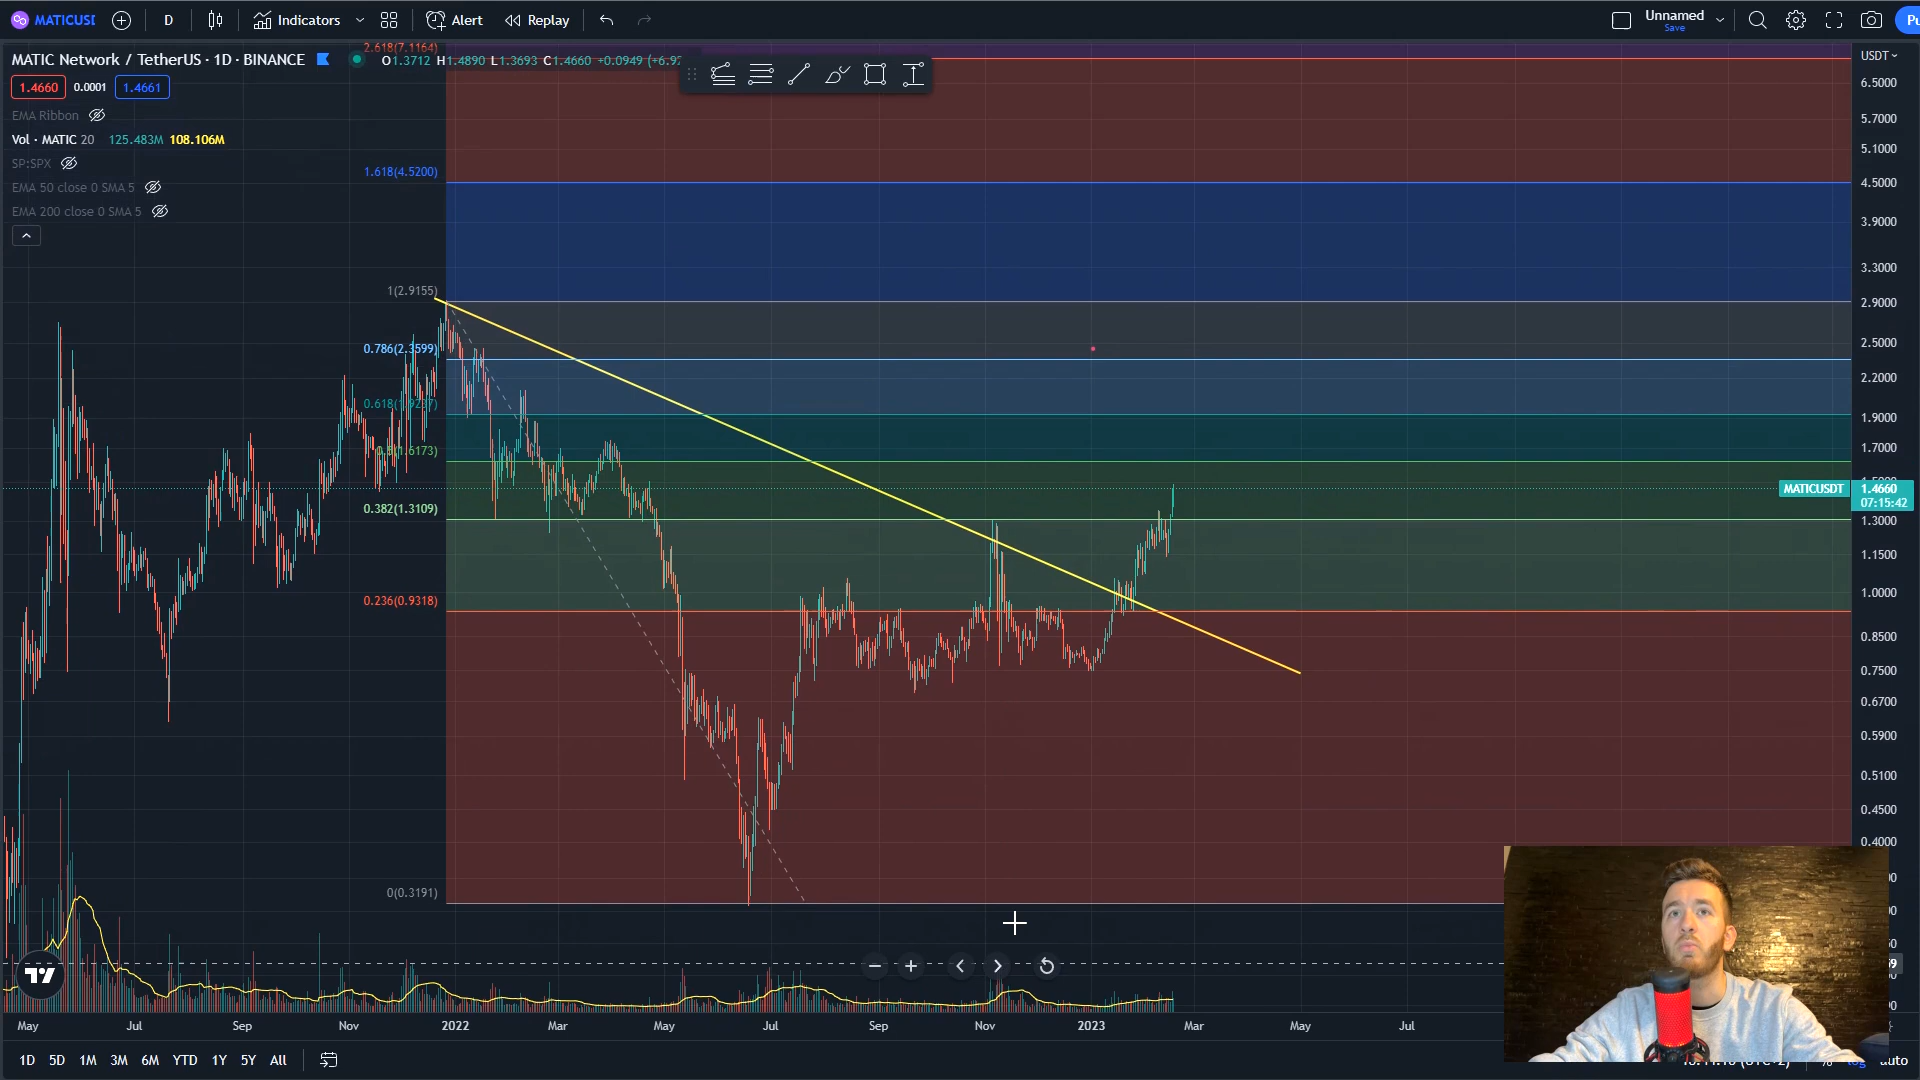 MATICUSI D Indicators Alert Replay Unnamed Save Pu
MATIC Network / TetherUS · 1D · BINANCE O1.3712 H1.4890 L1.3693 C1.4660 +0.0949 (+6.92
1.4660 0.0001 1.4661
EMA Ribbon
Vol · MATIC 20 125.483M 108.106M
SP:SPX
EMA 50 close 0 SMA 5
EMA 200 close 0 SMA 5
2.618(7.1164)
1.618(4.5200)
1(2.9155)
0.786(2.3599)
0.382(1.3109)
0.236(0.9318)
0(0.3191)
USDT
6.5000
5.7000
5.1000
4.5000
3.9000
3.3000
2.9000
2.5000
2.2000
1.9000
1.7000
MATICUSDT 1.4660
07:15:42
1.3000
1.1500
1.0000
0.8500
0.7500
0.6700
0.5900
0.5100
0.4500
0.4000
May Jul Sep Nov 2022 Mar May Jul Sep Nov 2023 Mar May Jul
1D 5D 1M 3M 6M YTD 1Y 5Y All % log auto